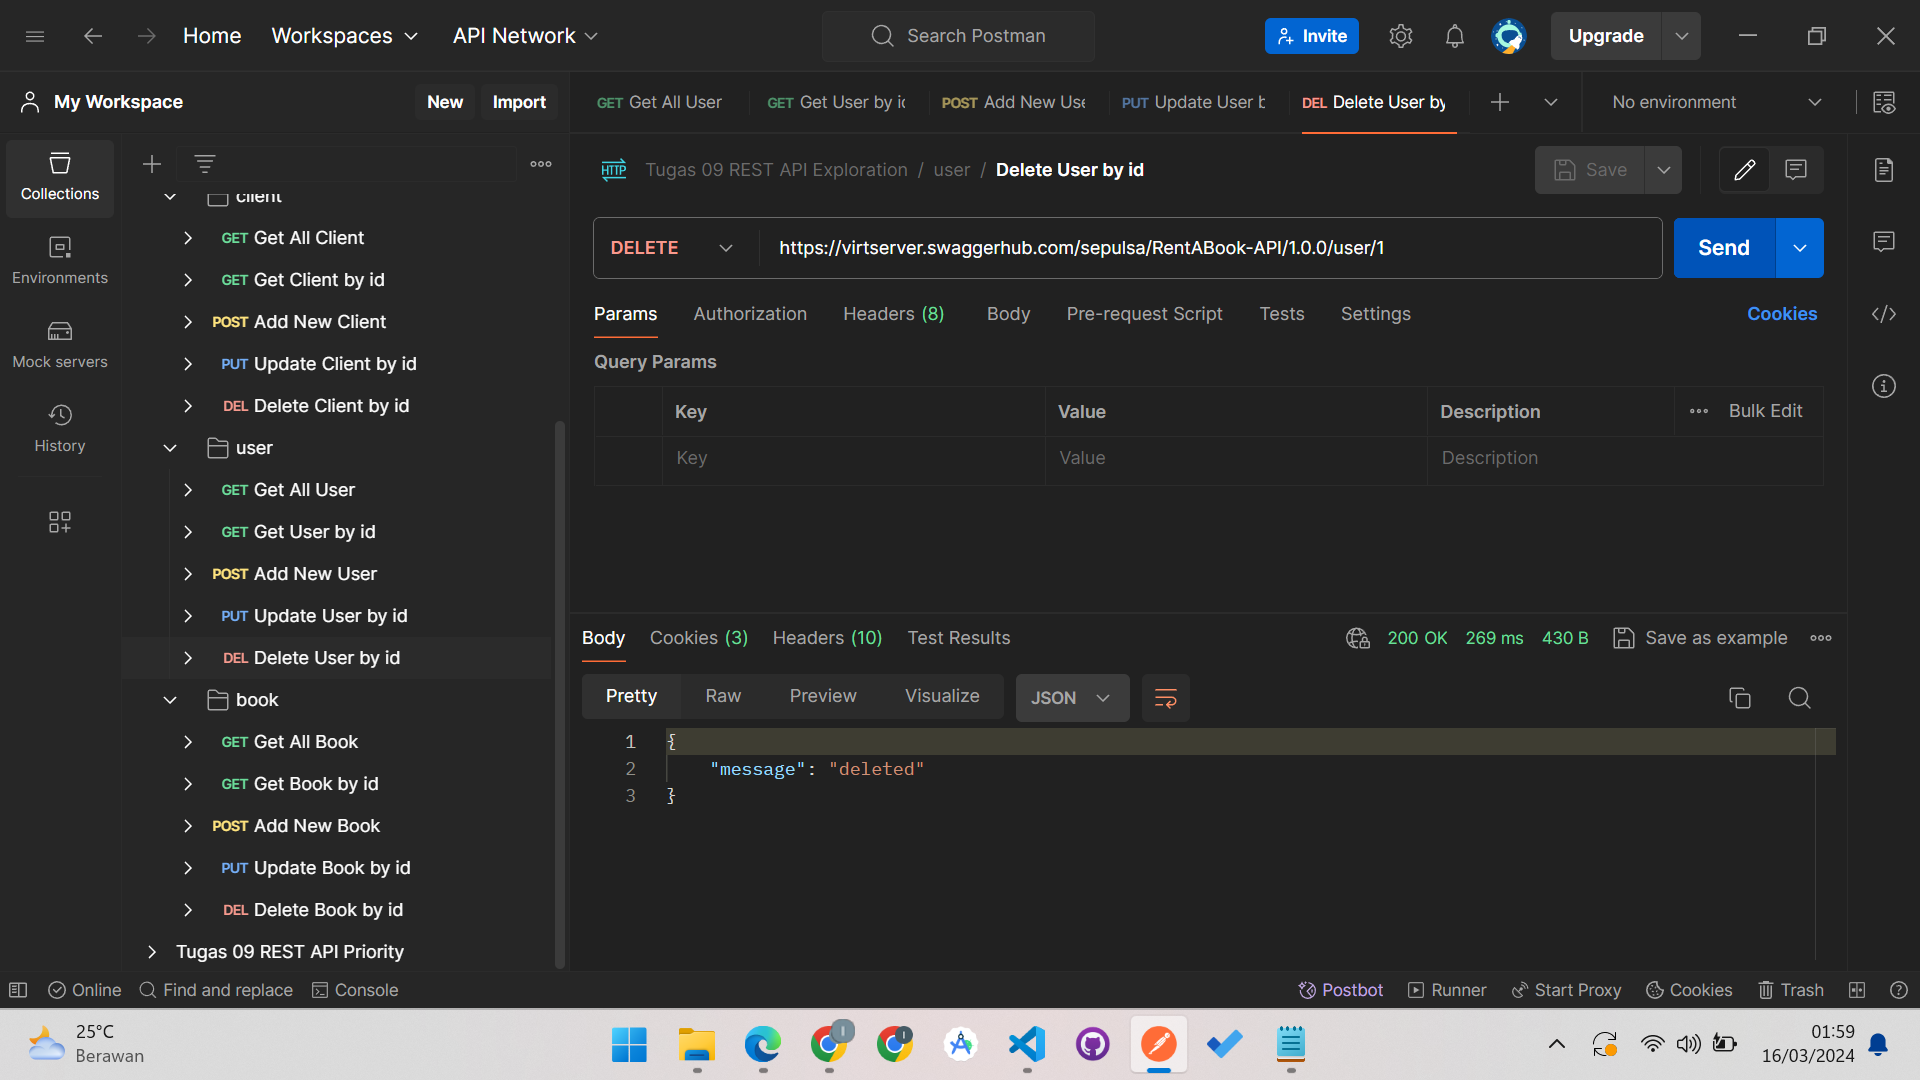 Home
Workspaces
API Network
Search Postman
Invite
Upgrade
My Workspace
New
Import
GET Get All User
GET Get User by ic
POST Add New Use
PUT Update User b
DEL Delete User by
No environment
Collections
Environments
Mock servers
History
client
GET Get All Client
GET Get Client by id
POST Add New Client
PUT Update Client by id
DEL Delete Client by id
user
GET Get All User
GET Get User by id
POST Add New User
PUT Update User by id
DEL Delete User by id
book
GET Get All Book
GET Get Book by id
POST Add New Book
PUT Update Book by id
DEL Delete Book by id
Tugas 09 REST API Priority
HTTP Tugas 09 REST API Exploration / user / Delete User by id
Save
DELETE https://virtserver.swaggerhub.com/sepulsa/RentABook-API/1.0.0/user/1
Send
Params Authorization Headers (8) Body Pre-request Script Tests Settings Cookies
Query Params
Key Value Description Bulk Edit
Key Value Description
Body Cookies (3) Headers (10) Test Results 200 OK 269 ms 430 B Save as example
Pretty Raw Preview Visualize JSON
1 {
2 "message": "deleted"
3 }
Online Find and replace Console Postbot Runner Start Proxy Cookies Trash
25°C
Berawan
01:59
16/03/2024